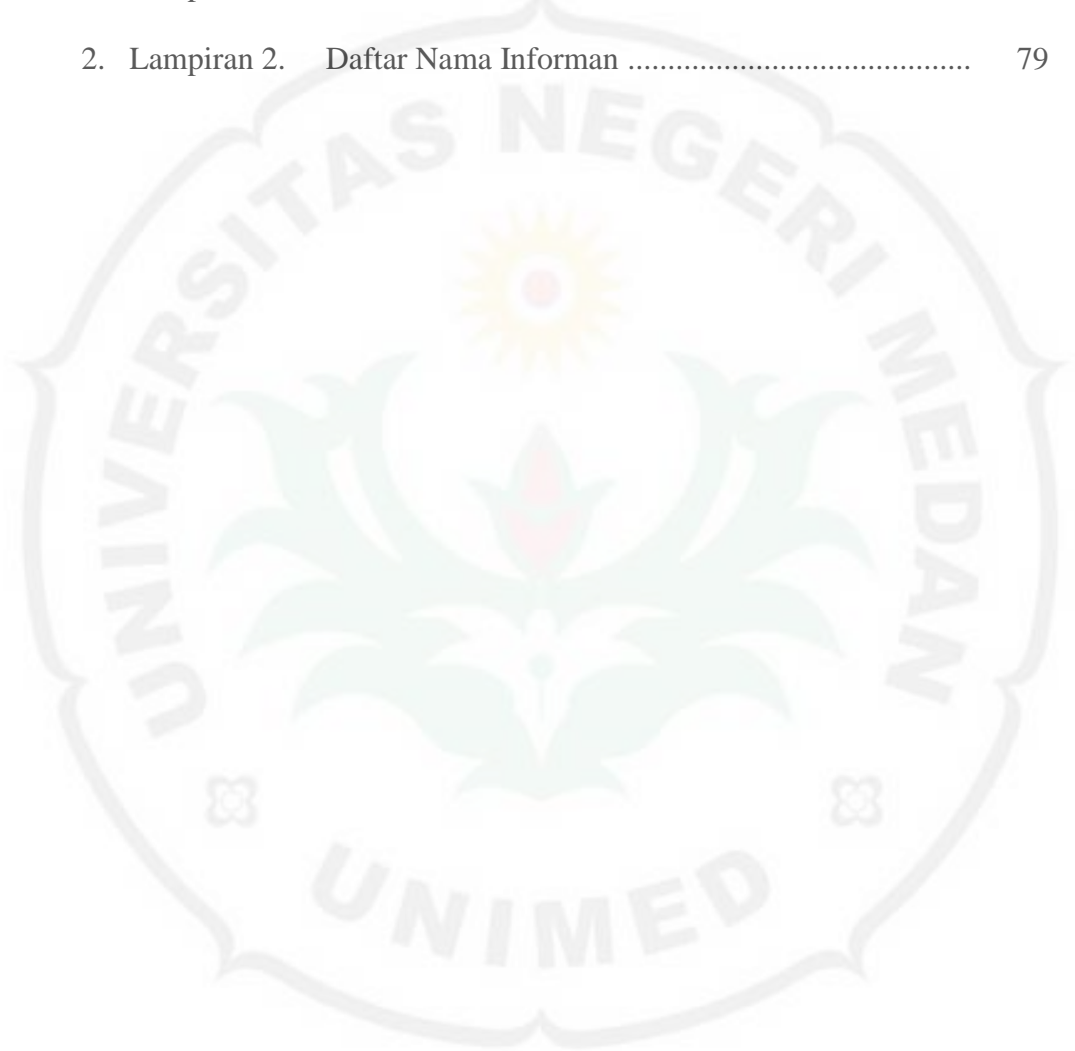 2. Lampiran 2. Daftar Nama Informan .......................................... 79
UNIVERSITAS NEGERI MEDAN
UNIMED